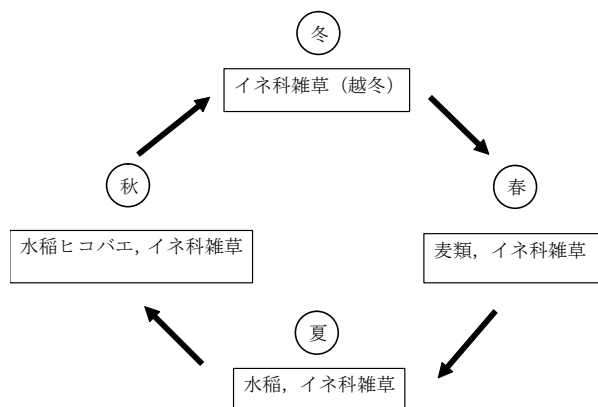 冬
イネ科雑草（越冬）
秋
春
水稲ヒコバエ，イネ科雑草
麦類，イネ科雑草
夏
水稲，イネ科雑草